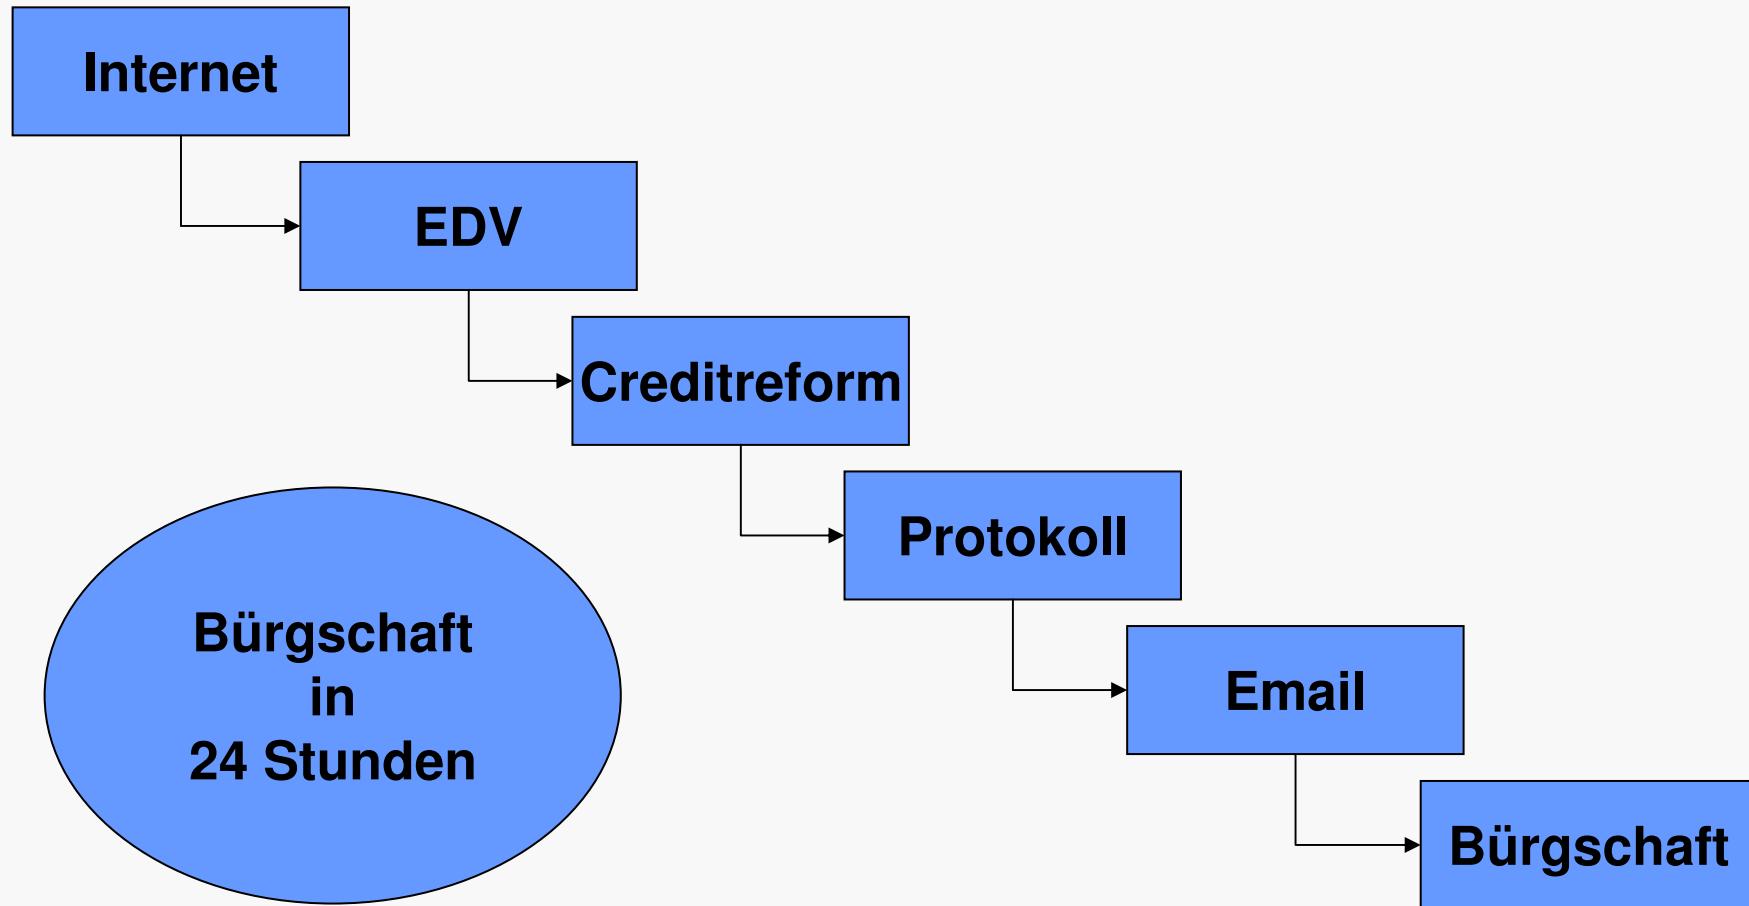 Internet
EDV
Creditreform
Protokoll
Email
Bürgschaft
Bürgschaft
in
24 Stunden